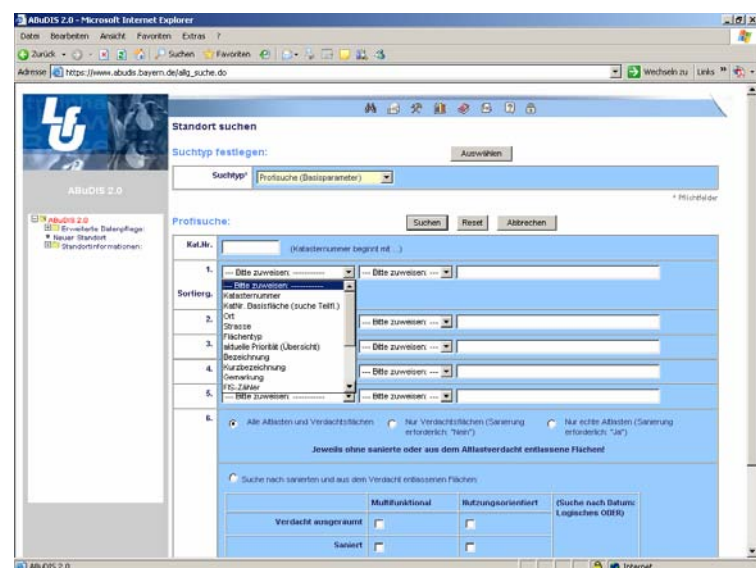 ABuDIS 2.0 - Microsoft Internet Explorer
Datei Bearbeiten Ansicht Favoriten Extras ?
Zurück Suchen Favoriten
Adresse https://www.abudis.bayern.de/allg_suche.do Wechseln zu Links »
LfU
Standort suchen
Suchtyp festlegen: Auswählen
Suchtyp* Profisuche (Basisparameter)
* Pflichtfelder
ABuDIS 2.0
ABuDIS 2.0
Erweiterte Datenpflege:
Neuer Standort
Standortinformationen:
Profisuche: Suchen Reset Abbrechen
Kat.Nr. (Katasternummer beginnt mit ...)
1. --- Bitte zuweisen: ----------- --- Bitte zuweisen: ---
Sortierg.
--- Bitte zuweisen: -----------
Katasternummer
KatNr. Basisfläche (suche Teilfl.)
Ort
Strasse
Flächentyp
aktuelle Priorität (Übersicht)
Bezeichnung
Kurzbezeichnung
Gemarkung
FIS-Zähler
2. --- Bitte zuweisen: ---
3. --- Bitte zuweisen: ---
4. --- Bitte zuweisen: ---
5. --- Bitte zuweisen: ----------- --- Bitte zuweisen: ---
6. Alle Altlasten und Verdachtsflächen Nur Verdachtsflächen (Sanierung erforderlich: "Nein") Nur echte Altlasten (Sanierung erforderlich: "Ja")
Jeweils ohne sanierte oder aus dem Altlastverdacht entlassene Flächen!
Suche nach sanierten und aus dem Verdacht entlassenen Flächen:
Multifunktional Nutzungsorientiert (Suche nach Datum: Logisches ODER)
Verdacht ausgeräumt
Saniert
ABuDIS 2.0 Internet